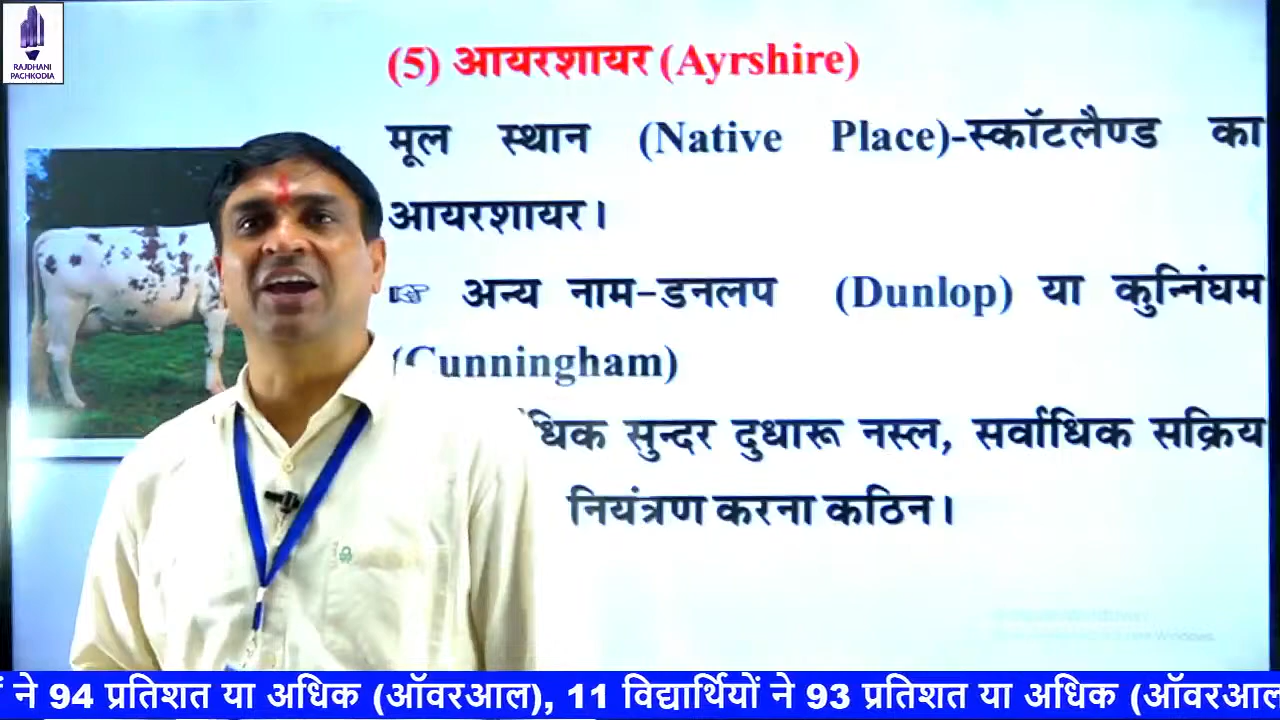 RAJDHANI
PACHKODIA
(5) आयरशायर (Ayrshire)
मूल स्थान (Native Place)-स्कॉटलैण्ड का
आयरशायर।
☞ अन्य नाम-डनलप (Dunlop) या कुन्निंघम
(Cunningham)
सुन्दर दुधारू नस्ल, सर्वाधिक सक्रिय
नियंत्रण करना कठिन।
ने 94 प्रतिशत या अधिक (ऑवरआल), 11 विद्यार्थियों ने 93 प्रतिशत या अधिक (ऑवरआल